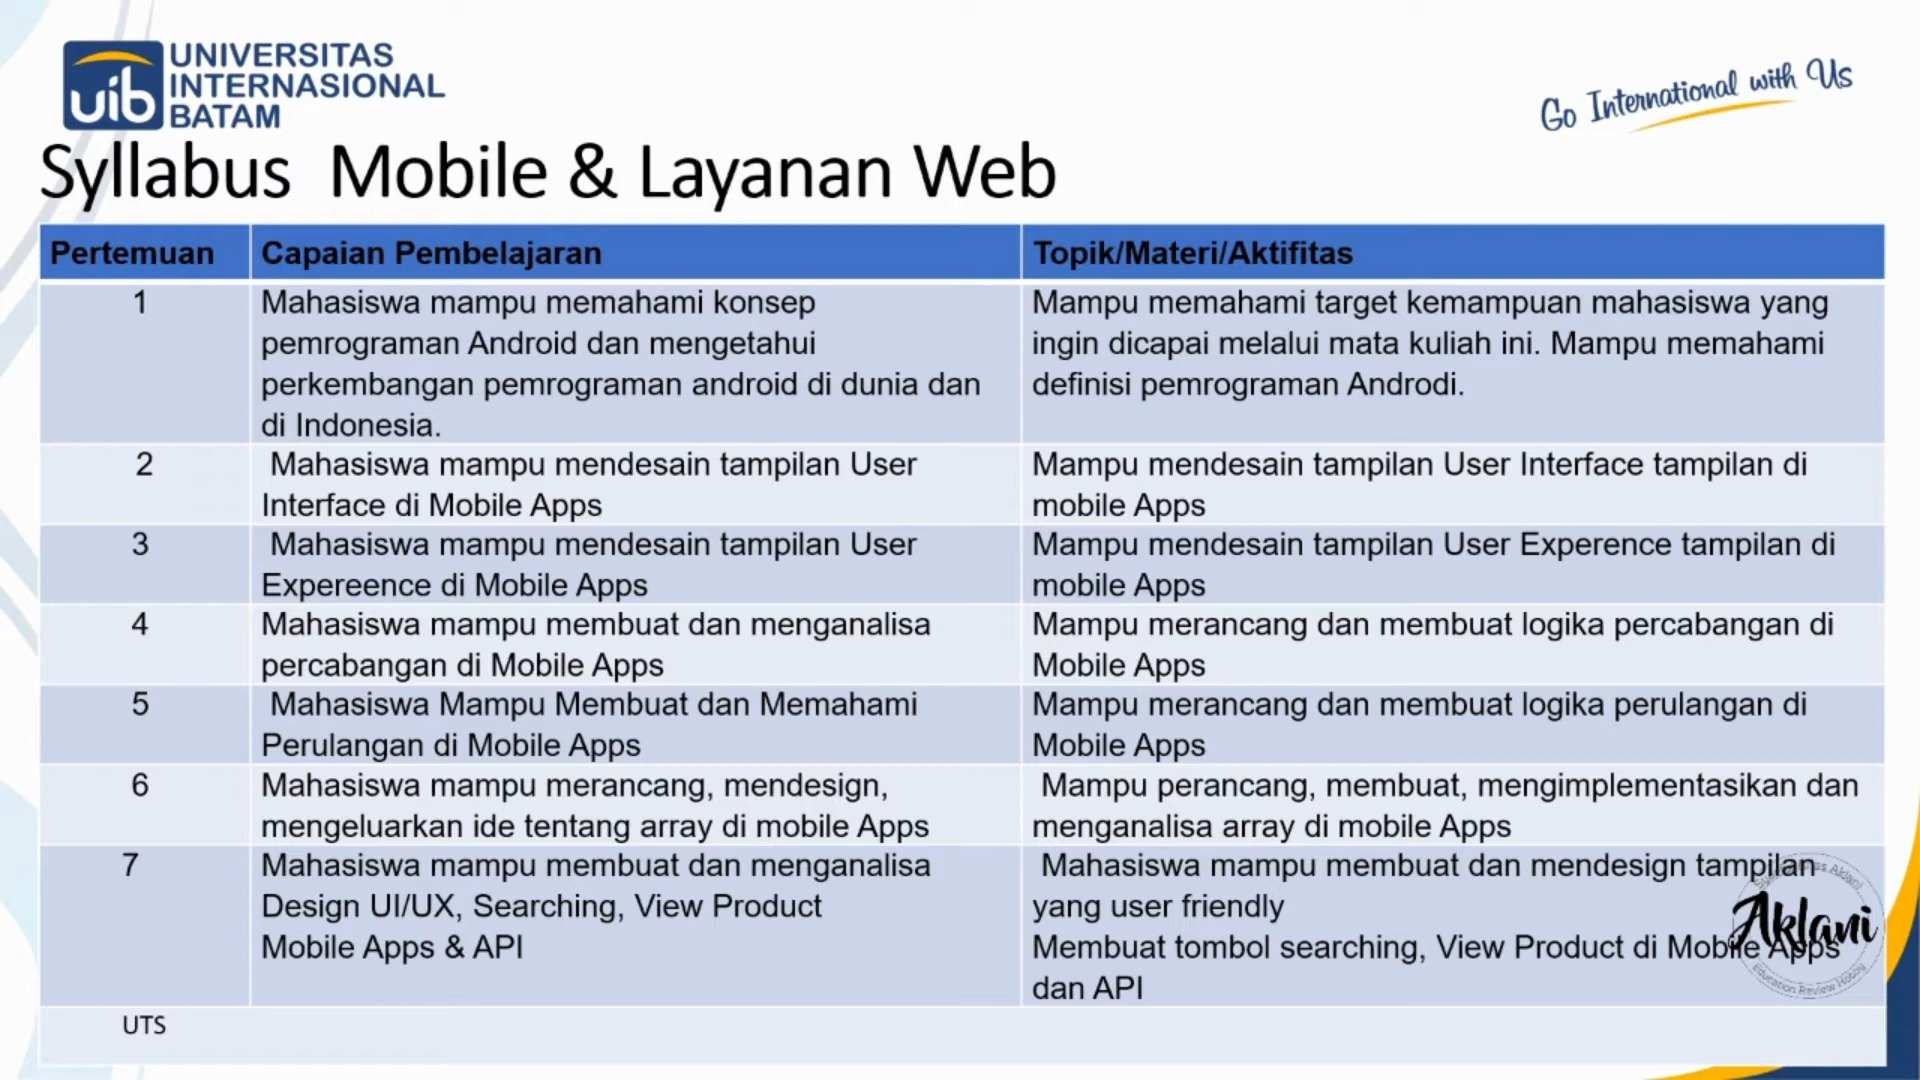 UNIVERSITAS
INTERNASIONAL
BATAM
uib
Go International with Us
Syllabus Mobile & Layanan Web
Pertemuan
Capaian Pembelajaran
Topik/Materi/Aktifitas
1
Mahasiswa mampu memahami konsep
pemrograman Android dan mengetahui
perkembangan pemrograman android di dunia dan
di Indonesia.
Mampu memahami target kemampuan mahasiswa yang
ingin dicapai melalui mata kuliah ini. Mampu memahami
definisi pemrograman Androdi.
2
Mahasiswa mampu mendesain tampilan User
Interface di Mobile Apps
Mampu mendesain tampilan User Interface tampilan di
mobile Apps
3
Mahasiswa mampu mendesain tampilan User
Expereence di Mobile Apps
Mampu mendesain tampilan User Experence tampilan di
mobile Apps
4
Mahasiswa mampu membuat dan menganalisa
percabangan di Mobile Apps
Mampu merancang dan membuat logika percabangan di
Mobile Apps
5
Mahasiswa Mampu Membuat dan Memahami
Perulangan di Mobile Apps
Mampu merancang dan membuat logika perulangan di
Mobile Apps
6
Mahasiswa mampu merancang, mendesign,
mengeluarkan ide tentang array di mobile Apps
Mampu perancang, membuat, mengimplementasikan dan
menganalisa array di mobile Apps
7
Mahasiswa mampu membuat dan menganalisa
Design UI/UX, Searching, View Product
Mobile Apps & API
Mahasiswa mampu membuat dan mendesign tampilan
yang user friendly
Membuat tombol searching, View Product di Mobile Apps
dan API
Aklani
Education Review Hobby
UTS